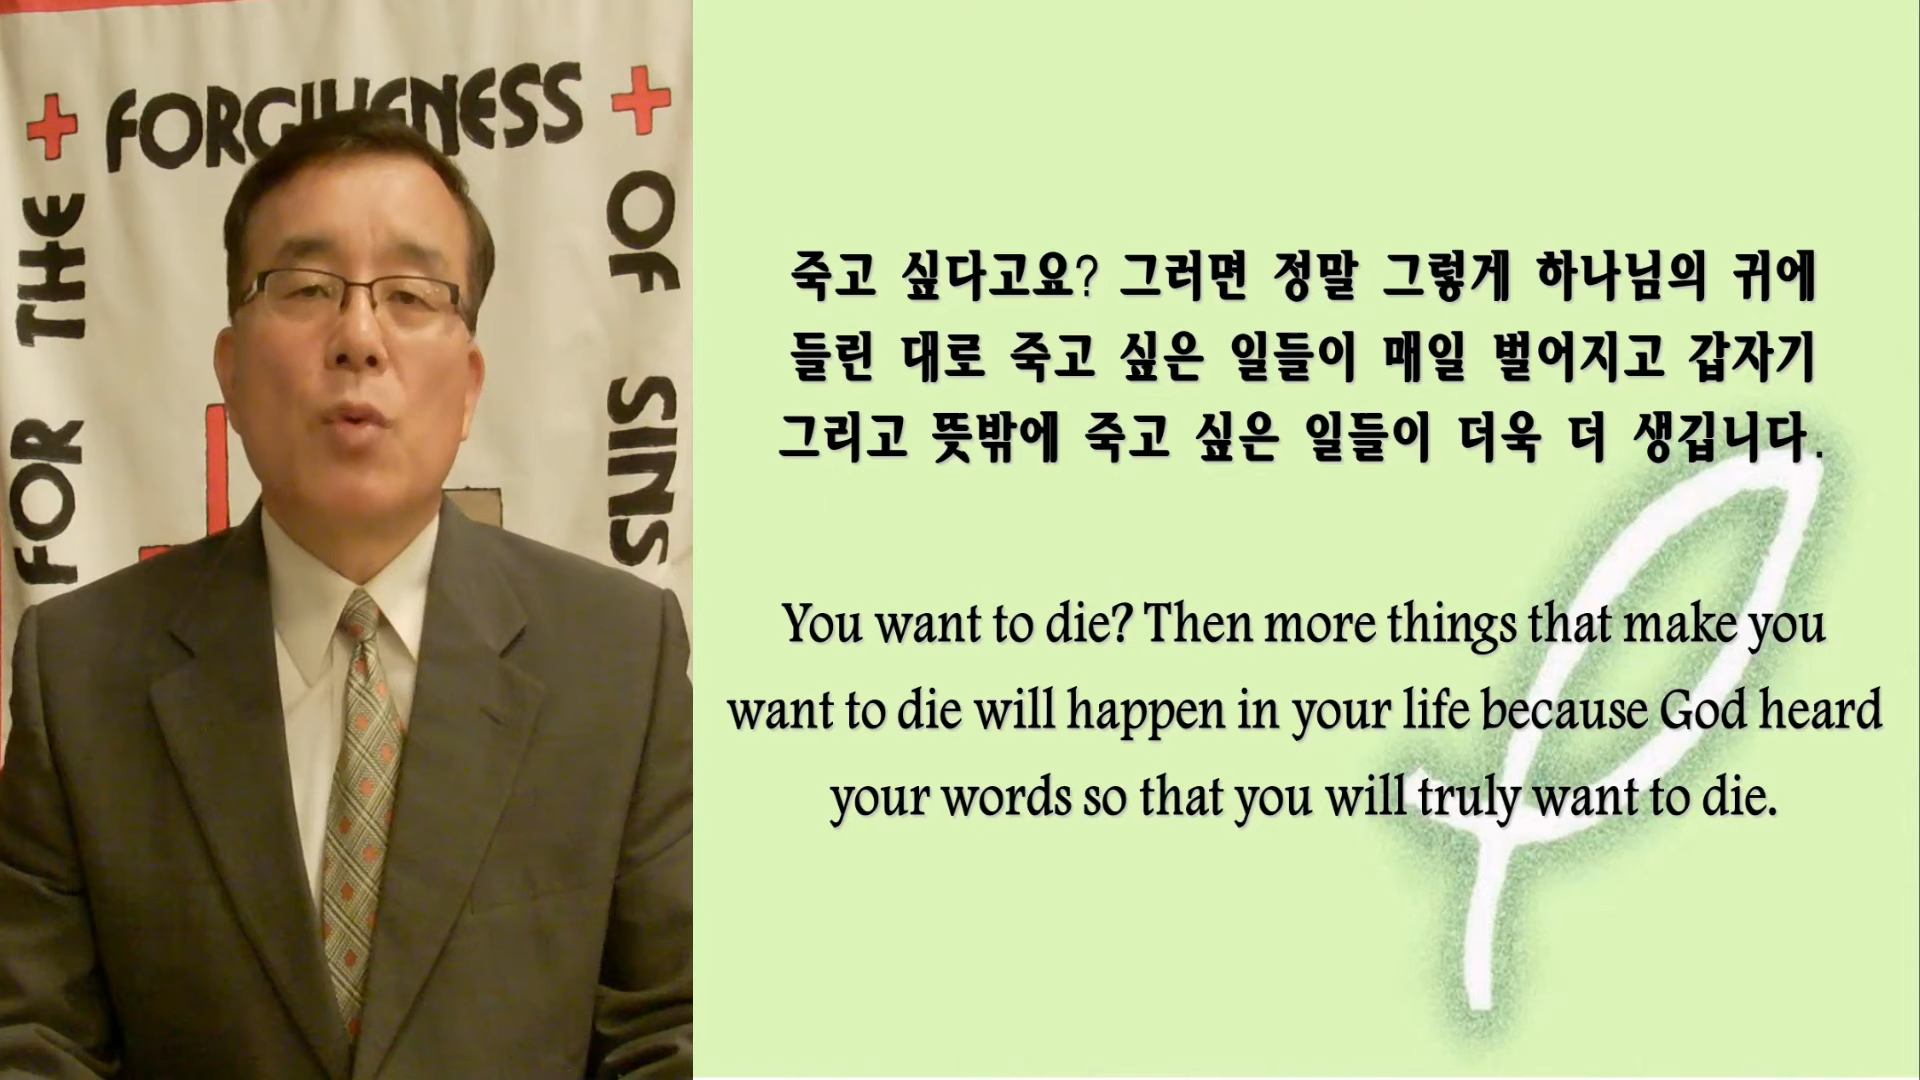 FOR THE
+ FORGIVENESS +
OF SINS
죽고 싶다고요? 그러면 정말 그렇게 하나님의 귀에
들린 대로 죽고 싶은 일들이 매일 벌어지고 갑자기
그리고 뜻밖에 죽고 싶은 일들이 더욱 더 생깁니다.
You want to die? Then more things that make you
want to die will happen in your life because God heard
your words so that you will truly want to die.